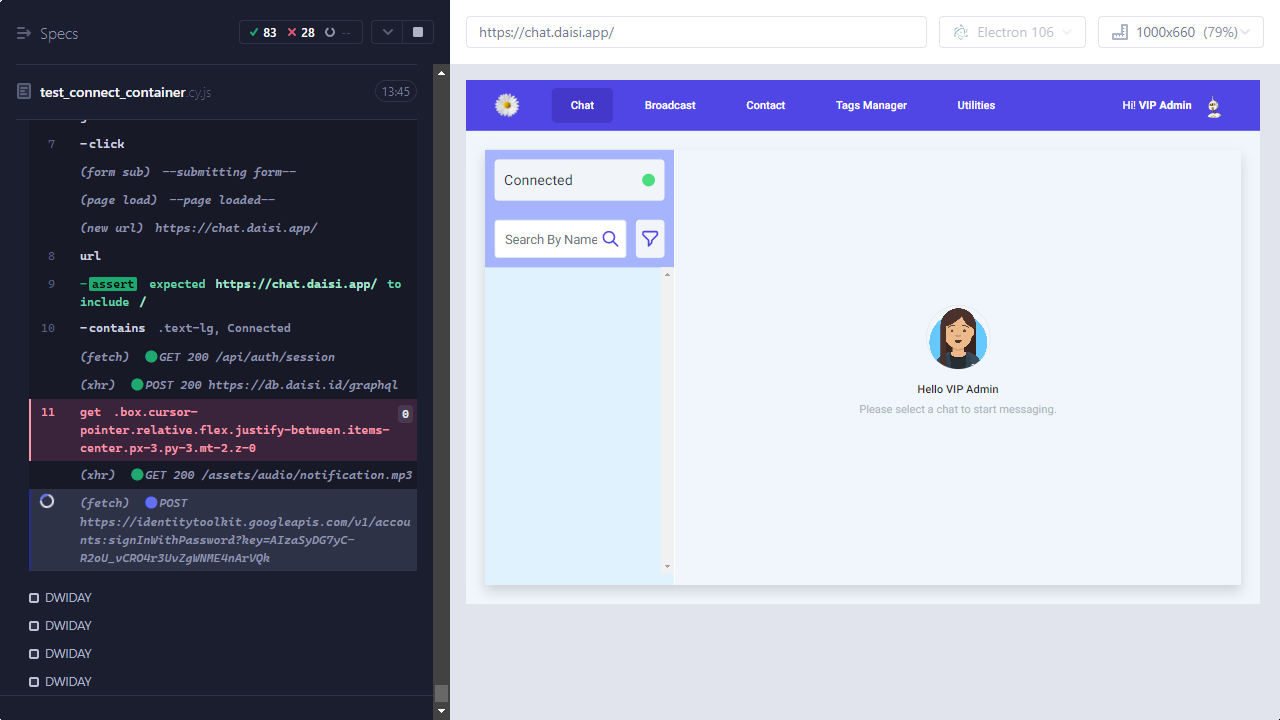 Specs
83 28 --
test_connect_container.cy.js 13:45
7 -click
(form sub) --submitting form--
(page load) --page loaded--
(new url) https://chat.daisi.app/
8 url
9 -assert expected https://chat.daisi.app/ to
include /
10 -contains .text-lg, Connected
(fetch) GET 200 /api/auth/session
(xhr) POST 200 https://db.daisi.id/graphql
11 get .box.cursor- 0
pointer.relative.flex.justify-between.items-
center.px-3.py-3.mt-2.z-0
(xhr) GET 200 /assets/audio/notification.mp3
(fetch) POST
https://identitytoolkit.googleapis.com/v1/accou
nts:signInWithPassword?key=AIzaSyDG7yC-
R2oU_vCRO4r3UvZgWNME4nArVQk
DWIDAY
DWIDAY
DWIDAY
DWIDAY
https://chat.daisi.app/
Electron 106
1000x660 (79%)
Chat Broadcast Contact Tags Manager Utilities Hi! VIP Admin
Connected
Search By Name
Hello VIP Admin
Please select a chat to start messaging.